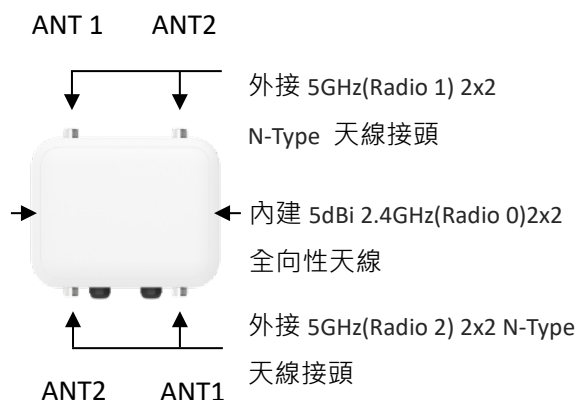 ANT 1 ANT2
外接 5GHz(Radio 1) 2x2
N-Type 天線接頭
內建 5dBi 2.4GHz(Radio 0)2x2
全向性天線
外接 5GHz(Radio 2) 2x2 N-Type
天線接頭
ANT2 ANT1